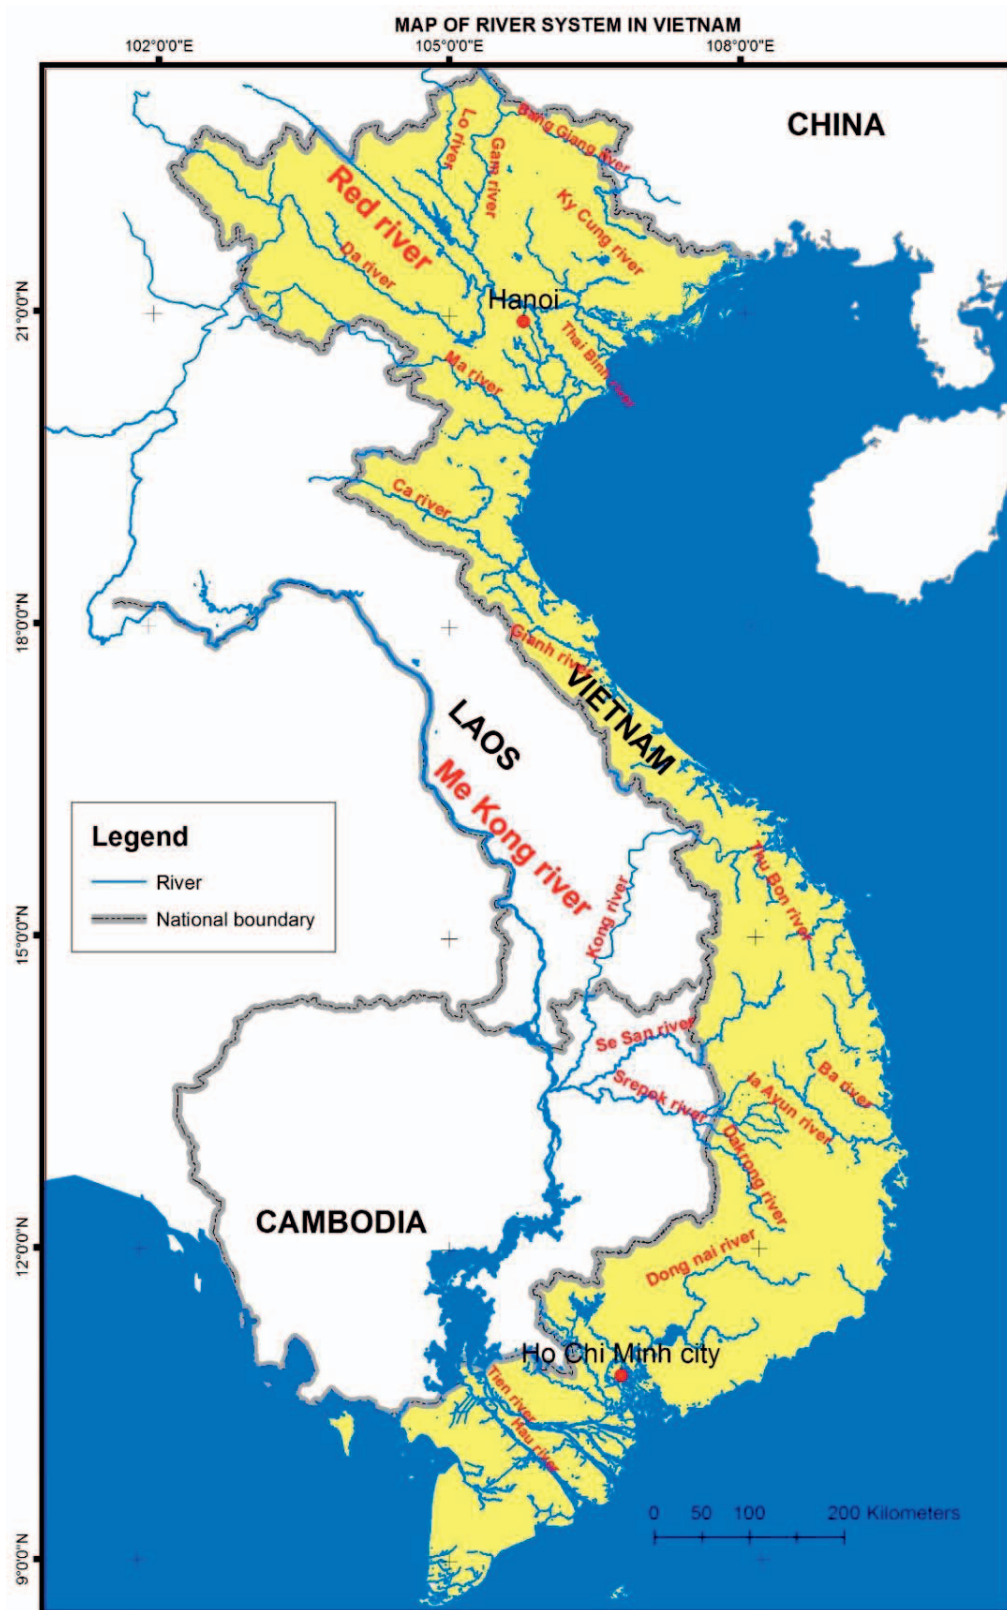 MAP OF RIVER SYSTEM IN VIETNAM
102°0'0"E
105°0'0"E
108°0'0"E
CHINA
Lo river
Gam river
Bang Giang River
Red river
Ky Cung river
Da river
21°0'0"N
Hanoi
Thai Binh river
Ma river
Ca river
18°0'0"N
Gianh river
VIETNAM
LAOS
Me Kong river
Legend
River
National boundary
Kong river
Thu Bon river
15°0'0"N
Se San river
Srepok river
Ia Ayun river
Ba river
Dakrong river
CAMBODIA
12°0'0"N
Dong nai river
Ho Chi Minh city
Tien river
Hau river
0 50 100 200 Kilometers
9°0'0"N